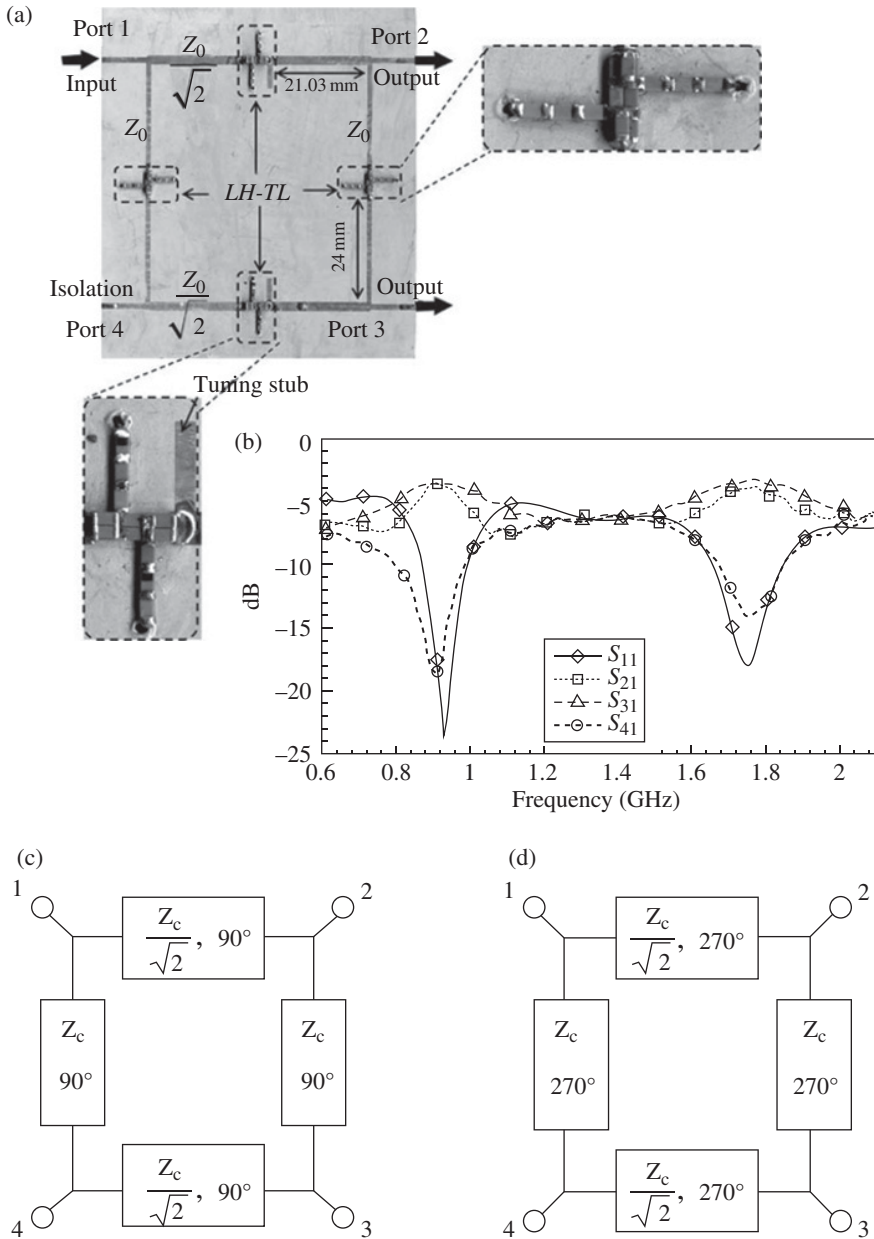 (a)
Port 1
Z0/√2
Port 2
Input
21.03 mm
Output
Z0
Z0
LH-TL
24 mm
Isolation
Z0/√2
Output
Port 4
Port 3
Tuning stub
(b)
0
−5
−10
−15
−20
−25
dB
S11
S21
S31
S41
0.6 0.8 1 1.2 1.4 1.6 1.8 2
Frequency (GHz)
(c)
1
2
Zc/√2, 90°
Zc
90°
Zc
90°
Zc/√2, 90°
4
3
(d)
1
2
Zc/√2, 270°
Zc
270°
Zc
270°
Zc/√2, 270°
4
3